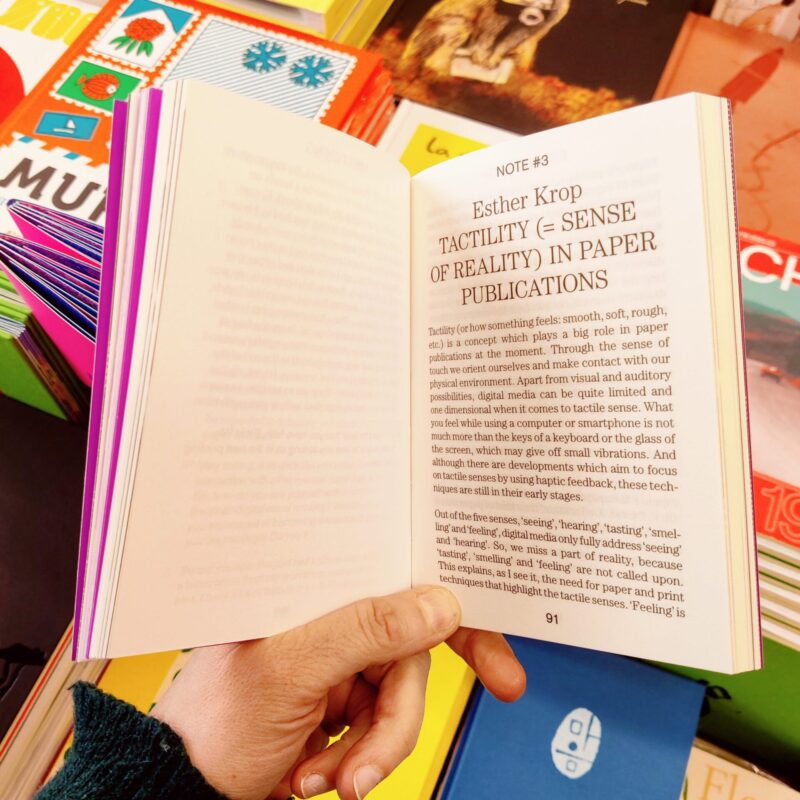 la
MUR
CH
19
NOTE #3
Esther Krop
TACTILITY (= SENSE
OF REALITY) IN PAPER
PUBLICATIONS
Tactility (or how something feels: smooth, soft, rough,
etc.) is a concept which plays a big role in paper
publications at the moment. Through the sense of
touch we orient ourselves and make contact with our
physical environment. Apart from visual and auditory
possibilities, digital media can be quite limited and
one dimensional when it comes to tactile sense. What
you feel while using a computer or smartphone is not
much more than the keys of a keyboard or the glass of
the screen, which may give off small vibrations. And
although there are developments which aim to focus
on tactile senses by using haptic feedback, these tech-
niques are still in their early stages.
Out of the five senses, ‘seeing’, ‘hearing’, ‘tasting’, ‘smel-
ling’ and ‘feeling’, digital media only fully address ‘seeing’
and ‘hearing’. So, we miss a part of reality, because
‘tasting’, ‘smelling’ and ‘feeling’ are not called upon.
This explains, as I see it, the need for paper and print
techniques that highlight the tactile senses. ‘Feeling’ is
91